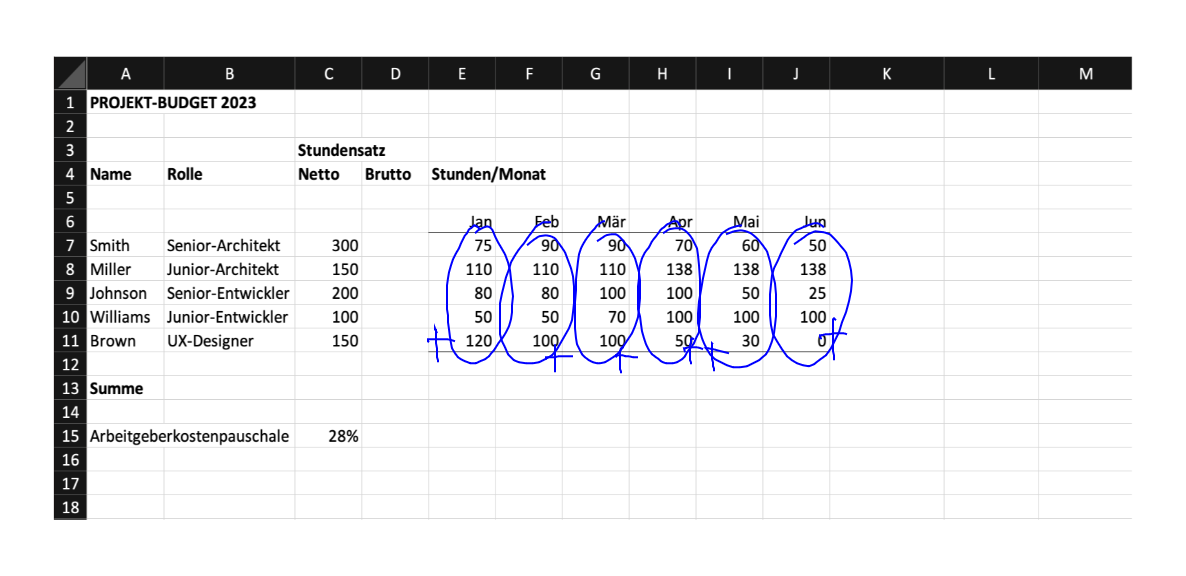 A B C D E F G H I J K L M
1 PROJEKT-BUDGET 2023
2
3 Stundensatz
4 Name Rolle Netto Brutto Stunden/Monat
5
6 Jan Feb Mär Apr Mai Jun
7 Smith Senior-Architekt 300 75 90 90 70 60 50
8 Miller Junior-Architekt 150 110 110 110 138 138 138
9 Johnson Senior-Entwickler 200 80 80 100 100 50 25
10 Williams Junior-Entwickler 100 50 50 70 100 100 100
11 Brown UX-Designer 150 + 120 100 100 50 30 0
12 + + + + +
13 Summe
14
15 Arbeitgeberkostenpauschale 28%
16
17
18